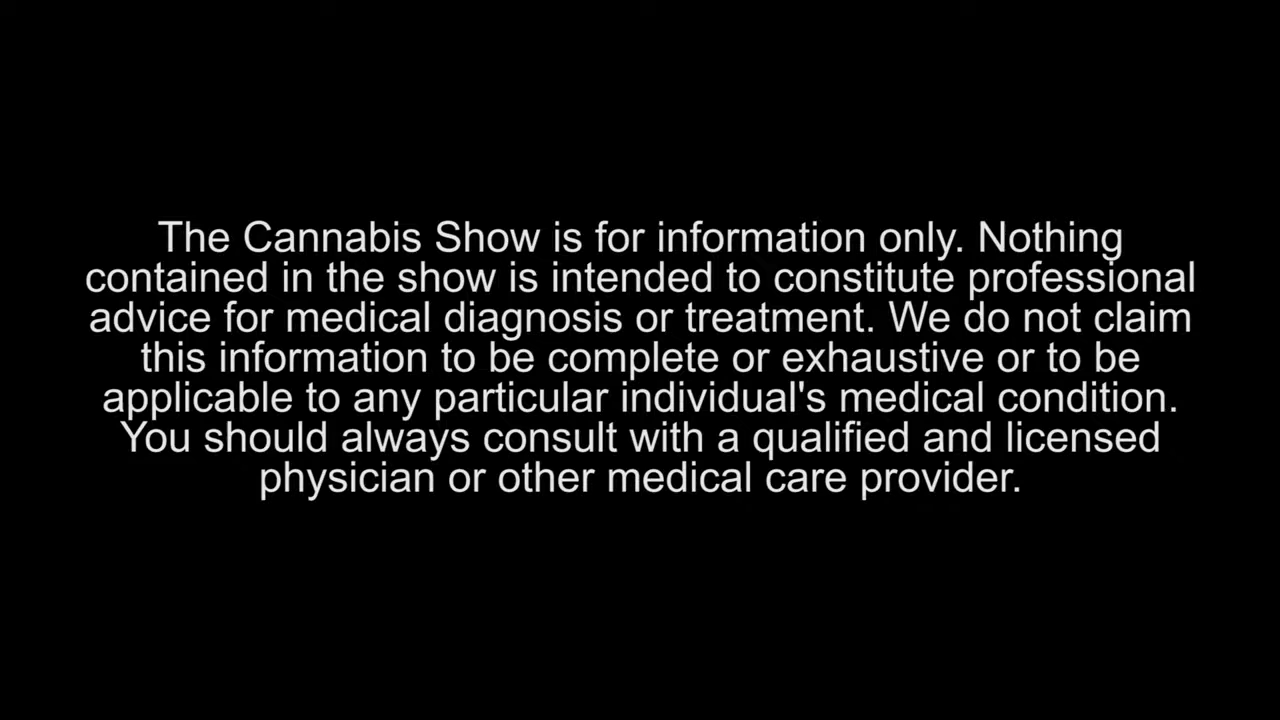 The Cannabis Show is for information only. Nothing
contained in the show is intended to constitute professional
advice for medical diagnosis or treatment. We do not claim
this information to be complete or exhaustive or to be
applicable to any particular individual's medical condition.
You should always consult with a qualified and licensed
physician or other medical care provider.